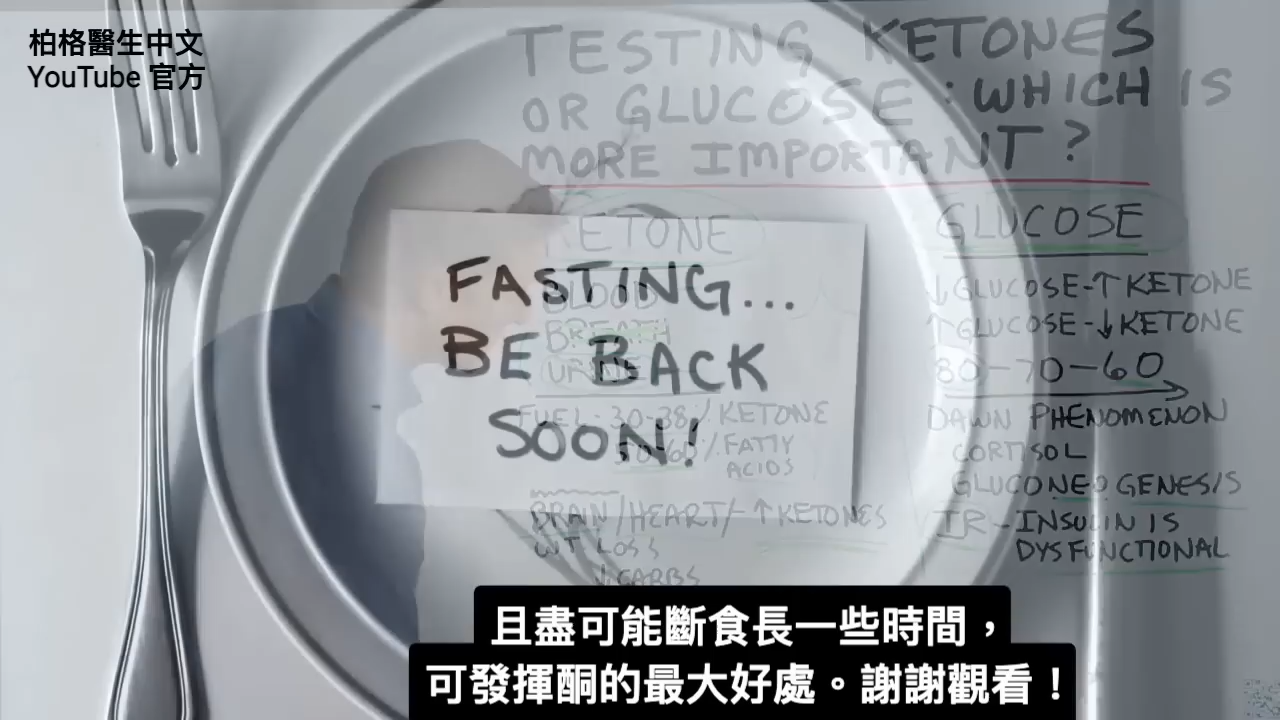 柏格醫生中文
YouTube 官方
TESTING KETONES
OR GLUCOSE: WHICH IS
MORE IMPORTANT?
KETONE
BLOOD
BREATH
URINE
FUEL: 30-38%/KETONE
FATTY
ACIDS
BRAIN/HEART/-↑KETONES
WT LOSS
↓CARBS
GLUCOSE
↓GLUCOSE-↑KETONE
↑GLUCOSE-↓KETONE
80-70-60
DAWN PHENOMENON
CORTISOL
GLUCONEOGENESIS
IR-INSULIN IS
DYSFUNCTIONAL
FASTING...
BE BACK
SOON!
且盡可能斷食長一些時間，
可發揮酮的最大好處。謝謝觀看！